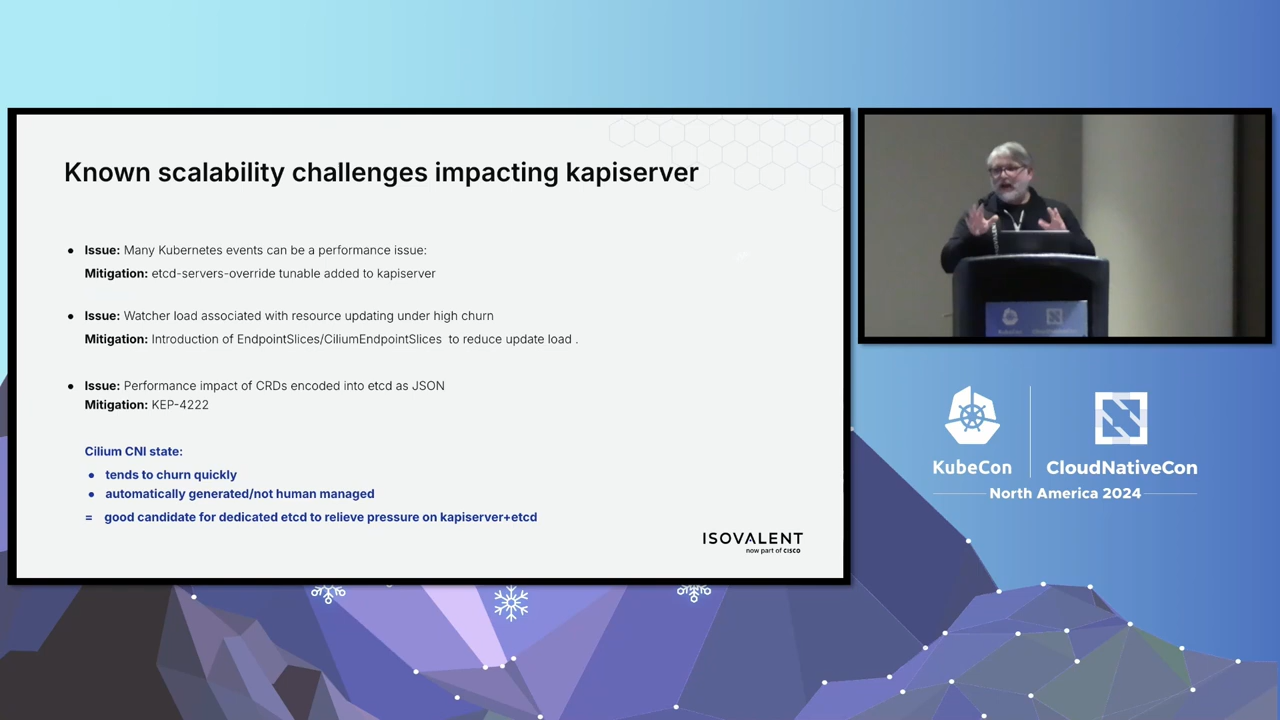 Known scalability challenges impacting kapiserver
● Issue: Many Kubernetes events can be a performance issue:
Mitigation: etcd-servers-override tunable added to kapiserver
● Issue: Watcher load associated with resource updating under high churn
Mitigation: Introduction of EndpointSlices/CiliumEndpointSlices to reduce update load .
● Issue: Performance impact of CRDs encoded into etcd as JSON
Mitigation: KEP-4222
Cilium CNI state:
● tends to churn quickly
● automatically generated/not human managed
= good candidate for dedicated etcd to relieve pressure on kapiserver+etcd
ISOVALENT
now part of CISCO
KubeCon
CloudNativeCon
North America 2024